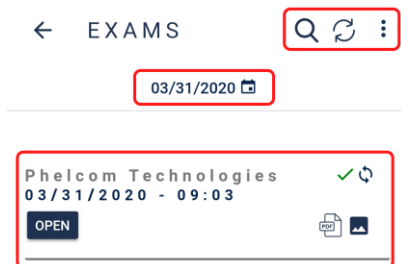 EXAMS
03/31/2020
Phelcom Technologies
03/31/2020 - 09:03
OPEN
PDF